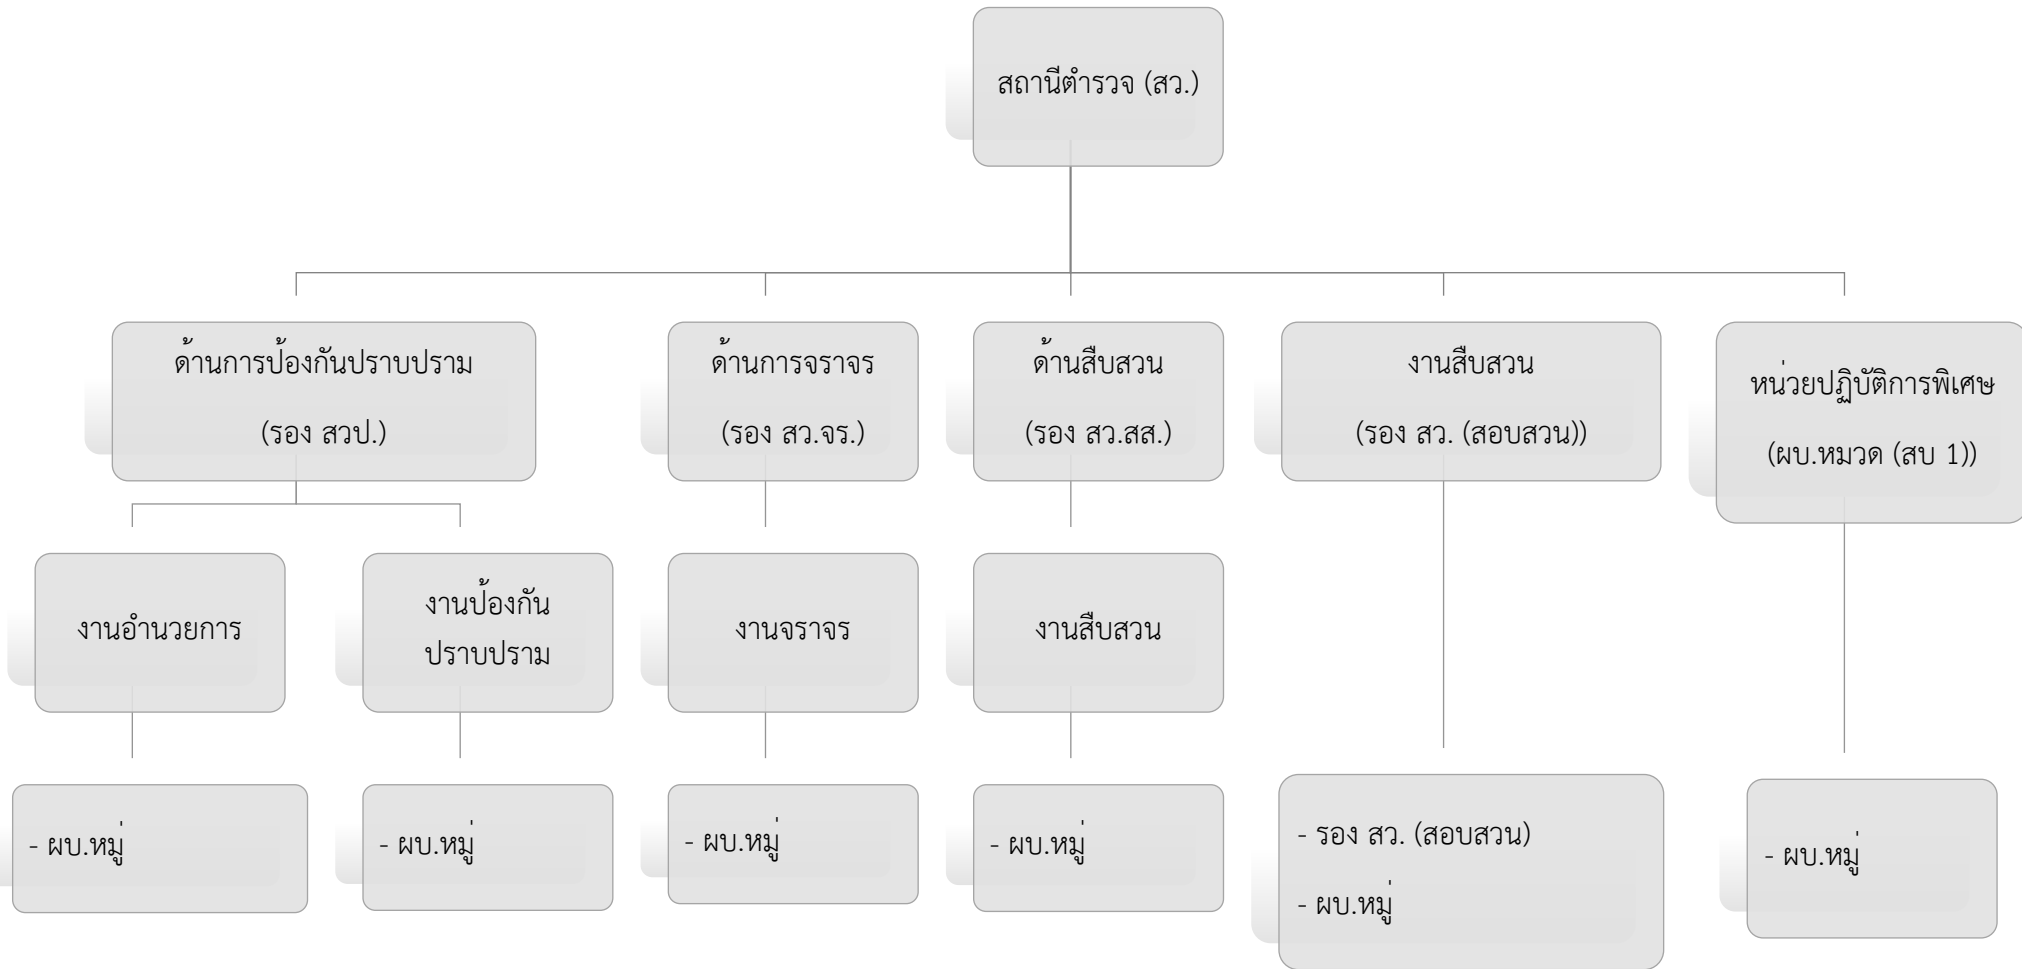 สถานีตำรวจ (สว.)
ด้านการป้องกันปราบปราม
(รอง สวป.)
ด้านการจราจร
(รอง สว.จร.)
ด้านสืบสวน
(รอง สว.สส.)
งานสืบสวน
(รอง สว. (สอบสวน))
หน่วยปฏิบัติการพิเศษ
(ผบ.หมวด (สบ 1))
งานอำนวยการ
งานป้องกัน
ปราบปราม
งานจราจร
งานสืบสวน
- ผบ.หมู่
- ผบ.หมู่
- ผบ.หมู่
- ผบ.หมู่
- รอง สว. (สอบสวน)
- ผบ.หมู่
- ผบ.หมู่